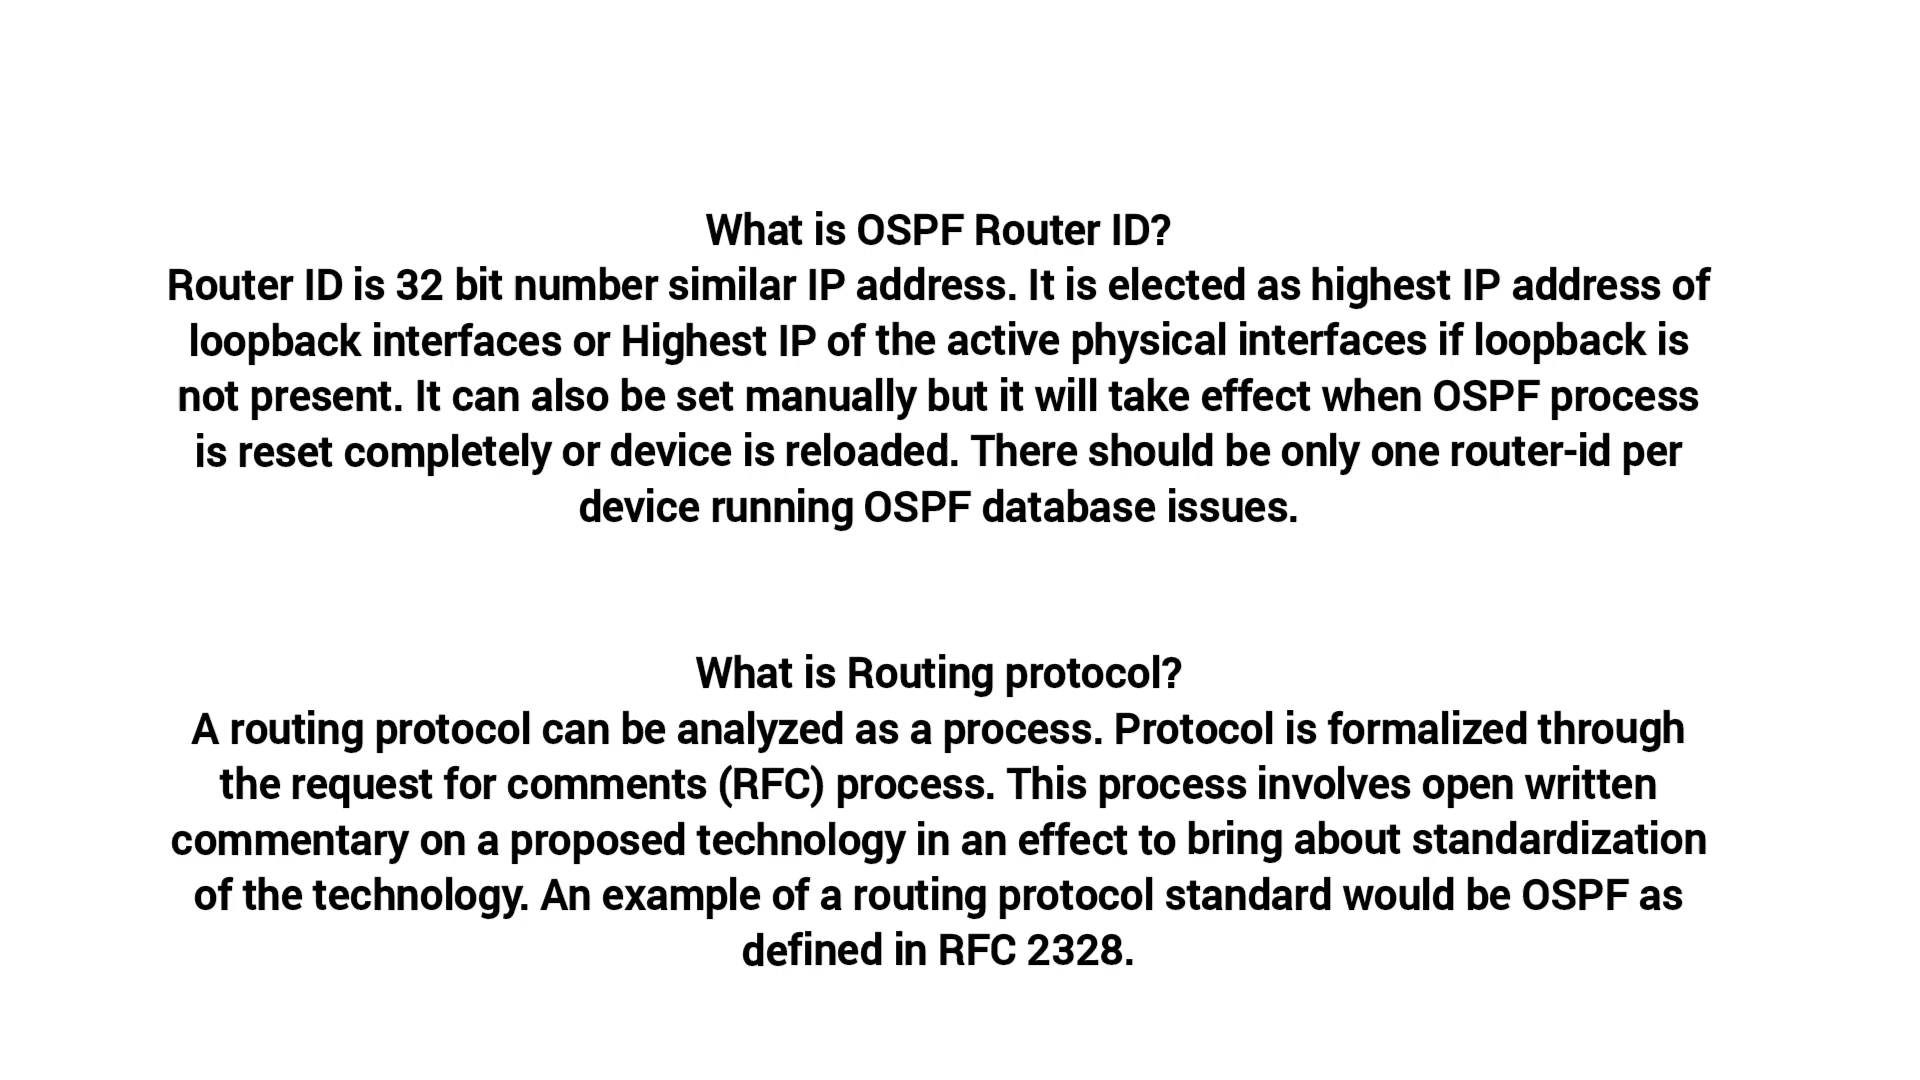 What is OSPF Router ID?
Router ID is 32 bit number similar IP address. It is elected as highest IP address of
loopback interfaces or Highest IP of the active physical interfaces if loopback is
not present. It can also be set manually but it will take effect when OSPF process
is reset completely or device is reloaded. There should be only one router-id per
device running OSPF database issues.
What is Routing protocol?
A routing protocol can be analyzed as a process. Protocol is formalized through
the request for comments (RFC) process. This process involves open written
commentary on a proposed technology in an effect to bring about standardization
of the technology. An example of a routing protocol standard would be OSPF as
defined in RFC 2328.